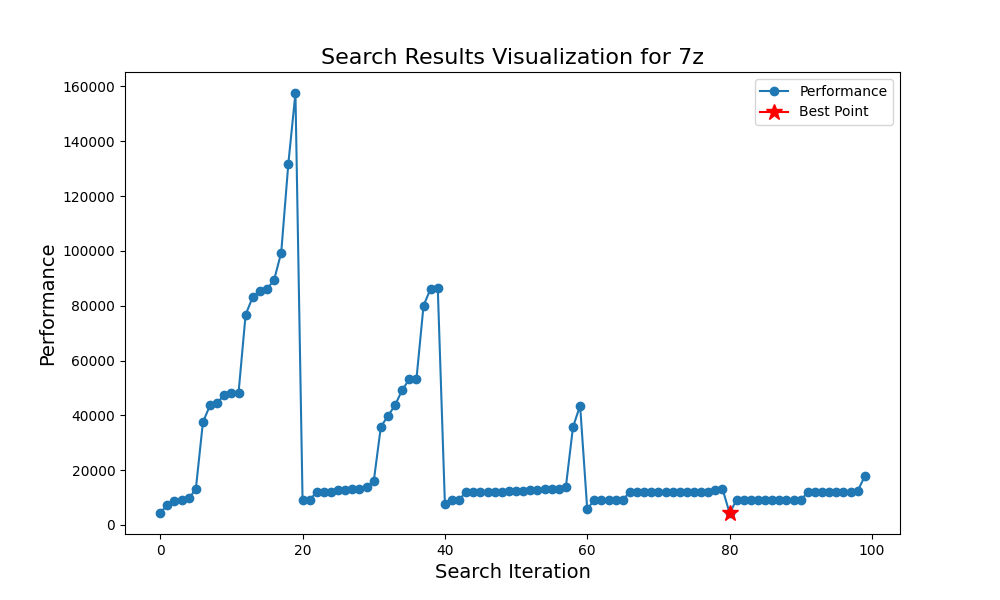 Search Results Visualization for 7z
Performance
Best Point
160000
140000
120000
100000
80000
60000
40000
20000
0
Performance
0 20 40 60 80 100
Search Iteration